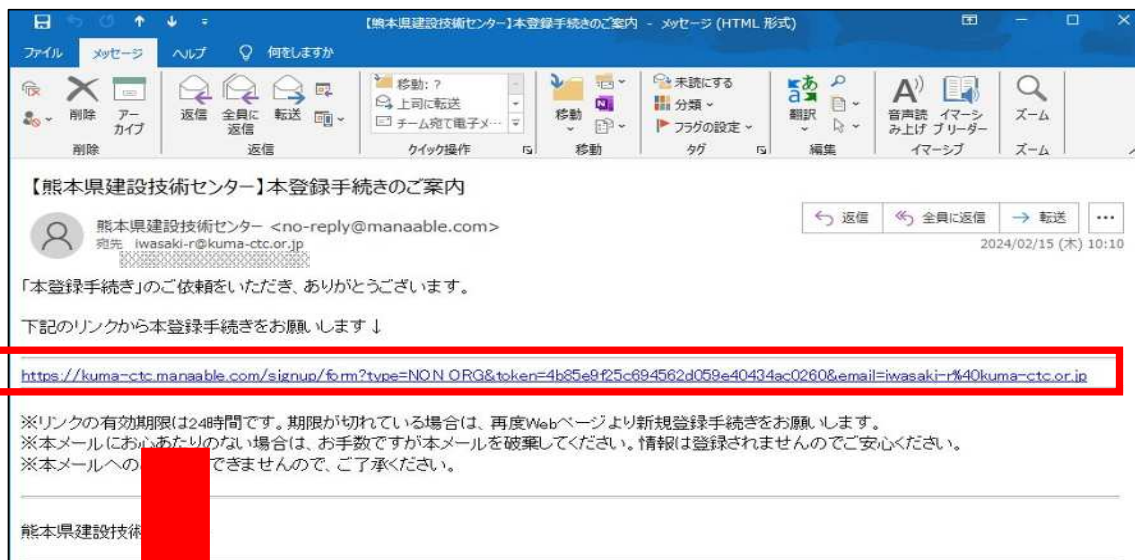 【熊本県建設技術センター】本登録手続きのご案内 - メッセージ (HTML 形式)
ファイル メッセージ ヘルプ 何をしますか
削除 アーカイブ 返信 全員に返信 転送 移動: ? 上司に転送 チーム宛て電子メ… 移動 未読にする 分類 フラグの設定 翻訳 音声読み上げ イマーシブ リーダー ズーム
削除 返信 クイック操作 移動 タグ 編集 イマーシブ ズーム
【熊本県建設技術センター】本登録手続きのご案内
熊本県建設技術センター <no-reply@manaable.com>
返信 全員に返信 転送 …
宛先 iwasaki-r@kuma-ctc.or.jp
2024/02/15 (木) 10:10
「本登録手続き」のご依頼をいただき、ありがとうございます。
下記のリンクから本登録手続きをお願いします↓
https://kuma-ctc.manaable.com/signup/form?type=NON_ORG&token=4b85e9f25c694562d059e40434ac0260&email=iwasaki-r%40kuma-ctc.or.jp
※リンクの有効期限は24時間です。期限が切れている場合は、再度Webページより新規登録手続きをお願いします。
※本メールにお心あたりのない場合は、お手数ですが本メールを破棄してください。情報は登録されませんのでご安心ください。
※本メールへの できませんので、ご了承ください。
熊本県建設技術